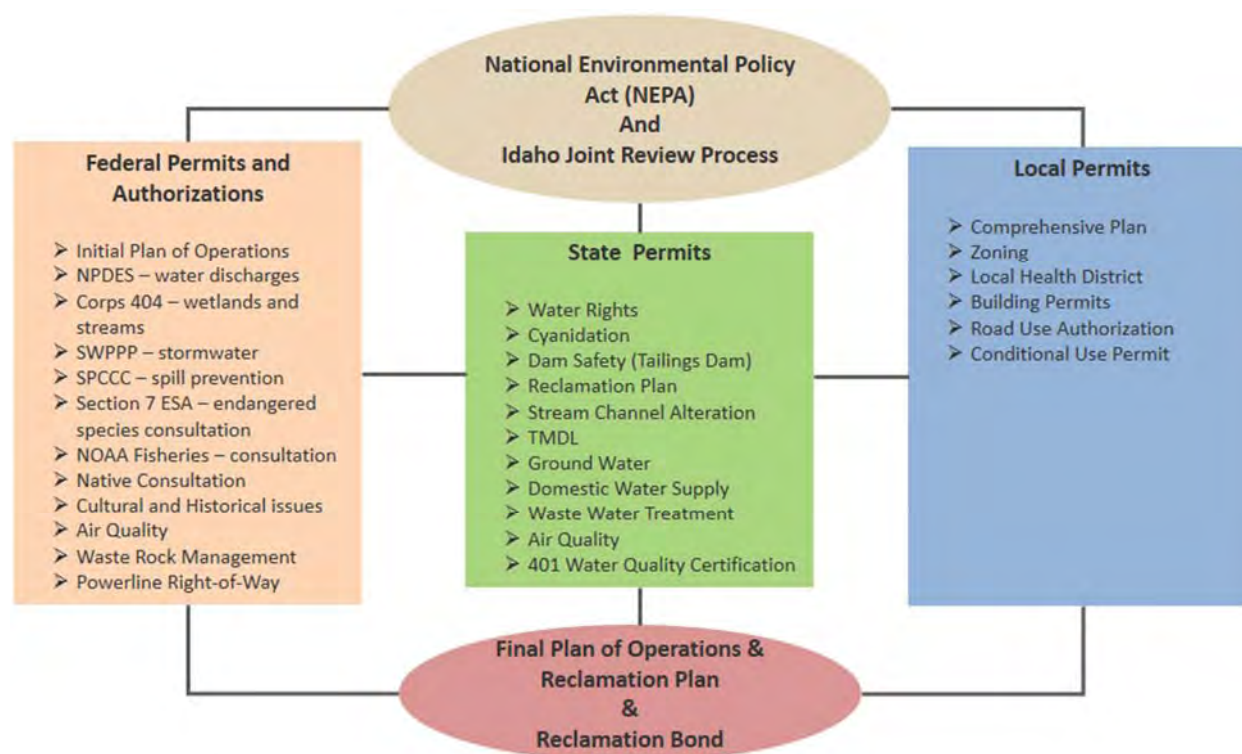 National Environmental Policy
Act (NEPA)
And
Idaho Joint Review Process
Federal Permits and
Authorizations
➢ Initial Plan of Operations
➢ NPDES – water discharges
➢ Corps 404 – wetlands and
streams
➢ SWPPP – stormwater
➢ SPCCC – spill prevention
➢ Section 7 ESA – endangered
species consultation
➢ NOAA Fisheries – consultation
➢ Native Consultation
➢ Cultural and Historical issues
➢ Air Quality
➢ Waste Rock Management
➢ Powerline Right-of-Way
State Permits
➢ Water Rights
➢ Cyanidation
➢ Dam Safety (Tailings Dam)
➢ Reclamation Plan
➢ Stream Channel Alteration
➢ TMDL
➢ Ground Water
➢ Domestic Water Supply
➢ Waste Water Treatment
➢ Air Quality
➢ 401 Water Quality Certification
Local Permits
➢ Comprehensive Plan
➢ Zoning
➢ Local Health District
➢ Building Permits
➢ Road Use Authorization
➢ Conditional Use Permit
Final Plan of Operations &
Reclamation Plan
&
Reclamation Bond